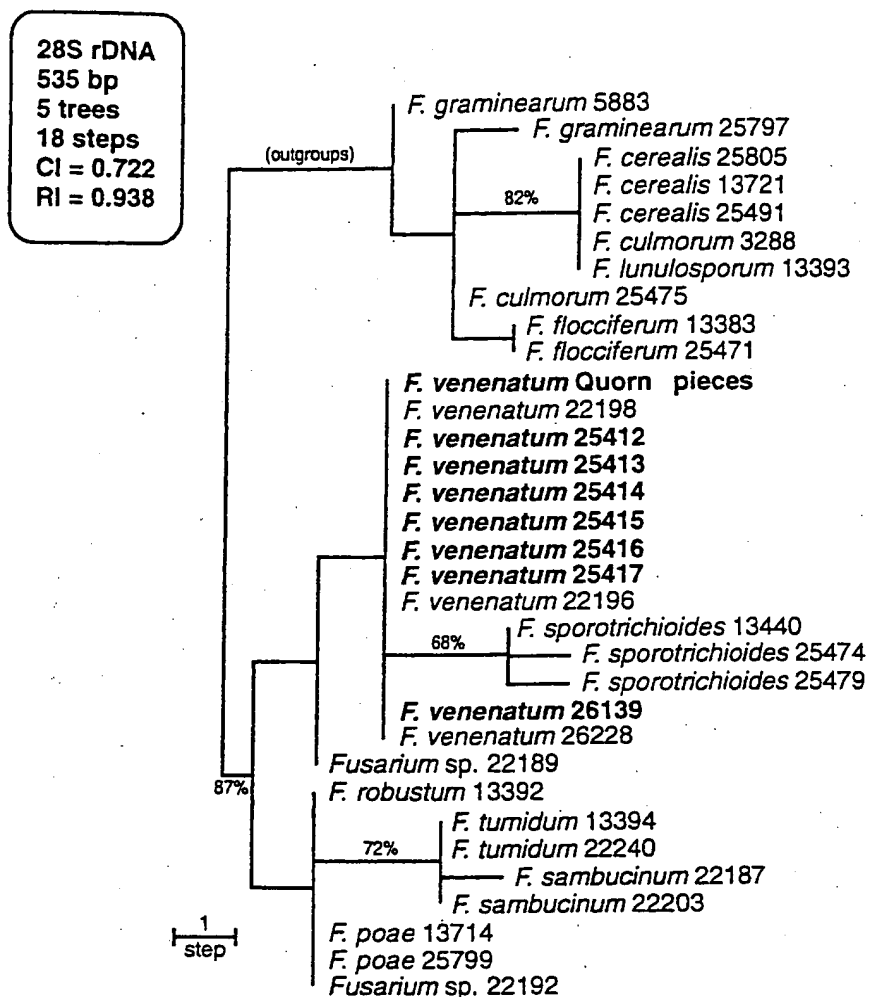 28S rDNA
535 bp
5 trees
18 steps
CI = 0.722
RI = 0.938
(outgroups)
F. graminearum 5883
F. graminearum 25797
F. cerealis 25805
F. cerealis 13721
82%
F. cerealis 25491
F. culmorum 3288
F. lunulosporum 13393
F. culmorum 25475
F. flocciferum 13383
F. flocciferum 25471
F. venenatum Quorn pieces
F. venenatum 22198
F. venenatum 25412
F. venenatum 25413
F. venenatum 25414
F. venenatum 25415
F. venenatum 25416
F. venenatum 25417
F. venenatum 22196
F. sporotrichioides 13440
68%
F. sporotrichioides 25474
F. sporotrichioides 25479
F. venenatum 26139
F. venenatum 26228
Fusarium sp. 22189
87%
F. robustum 13392
F. tumidum 13394
72%
F. tumidum 22240
F. sambucinum 22187
F. sambucinum 22203
F. poae 13714
F. poae 25799
Fusarium sp. 22192
1
step